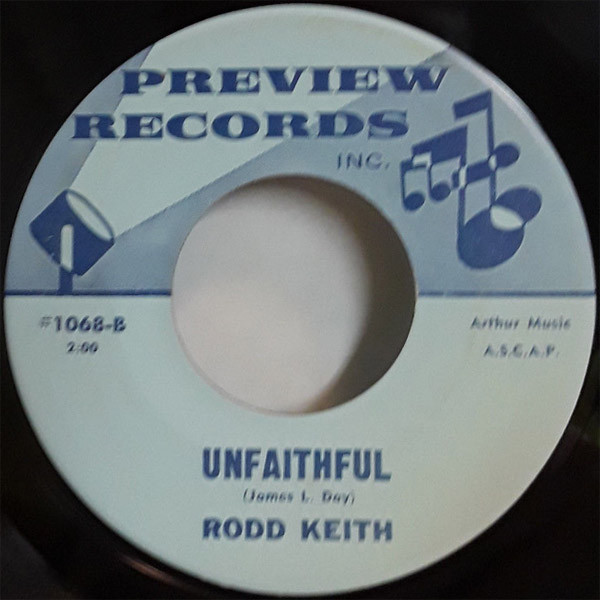 PREVIEW
RECORDS
INC.
#1068-B
2:00
Arthur Music
A.S.C.A.P.
UNFAITHFUL
(James L. Day)
RODD KEITH